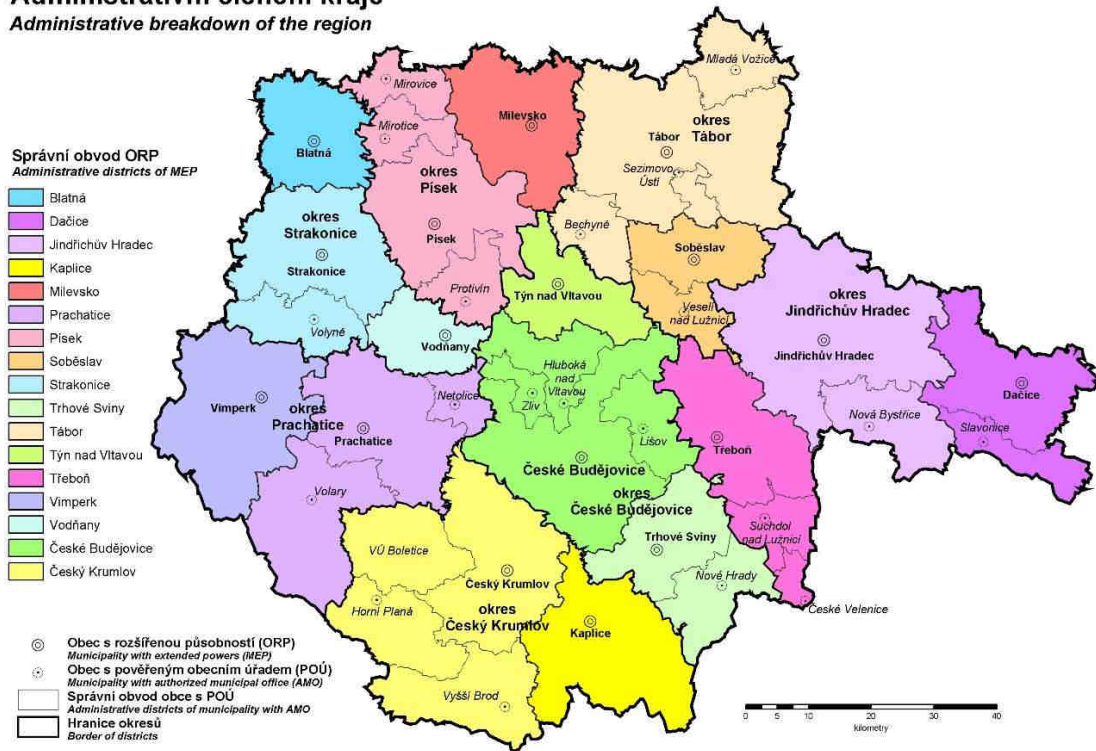 Administrativní členění kraje
Administrative breakdown of the region
Správní obvod ORP
Administrative districts of MEP
Blatná
Dačice
Jindřichův Hradec
Kaplice
Milevsko
Prachatice
Písek
Soběslav
Strakonice
Trhové Sviny
Tábor
Týn nad Vltavou
Třeboň
Vimperk
Vodňany
České Budějovice
Český Krumlov
Obec s rozšířenou působností (ORP)
Municipality with extended powers (MEP)
Obec s pověřeným obecním úřadem (POÚ)
Municipality with authorized municipal office (AMO)
Správní obvod obce s POÚ
Administrative districts of municipality with AMO
Hranice okresů
Border of districts
Mladá Vožice
Mirovice
Milevsko
okres
Tábor
Tábor
Mirotice
Blatná
Sezimovo
Ústí
okres
Písek
Písek
Bechyně
okres
Strakonice
Strakonice
Soběslav
Týn nad Vltavou
Protivín
Veselí
nad Lužnicí
okres
Jindřichův Hradec
Jindřichův Hradec
Volyně
Vodňany
Hluboká
nad
Vltavou
Zliv
Dačice
Vimperk
okres
Prachatice
Netolice
Prachatice
Lišov
Nová Bystřice
Slavonice
Třeboň
České Budějovice
okres
České Budějovice
Volary
Suchdol
nad Lužnicí
Trhové Sviny
VÚ Boletice
Český Krumlov
Nové Hrady
České Velenice
Horní Planá
okres
Český Krumlov
Kaplice
Vyšší Brod
0 5 10 20 30 40
kilometry